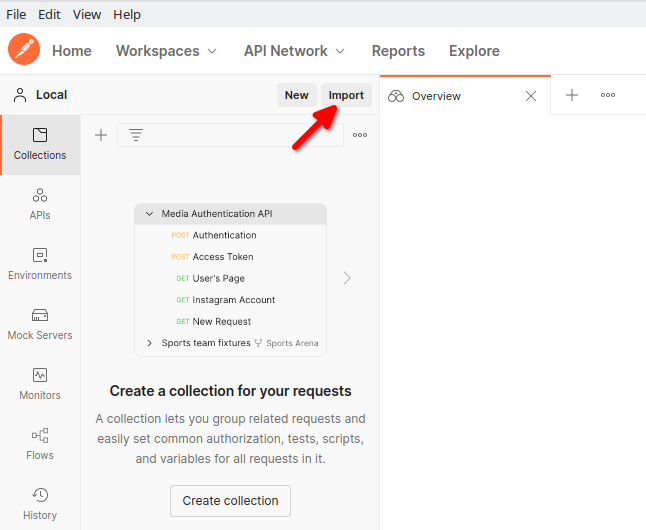 File Edit View Help
Home Workspaces API Network Reports Explore
Local New Import
Overview
Collections
APIs
Environments
Mock Servers
Monitors
Flows
History
Media Authentication API
POST Authentication
POST Access Token
GET User's Page
GET Instagram Account
GET New Request
Sports team fixtures Sports Arena
Create a collection for your requests
A collection lets you group related requests and
easily set common authorization, tests, scripts,
and variables for all requests in it.
Create collection